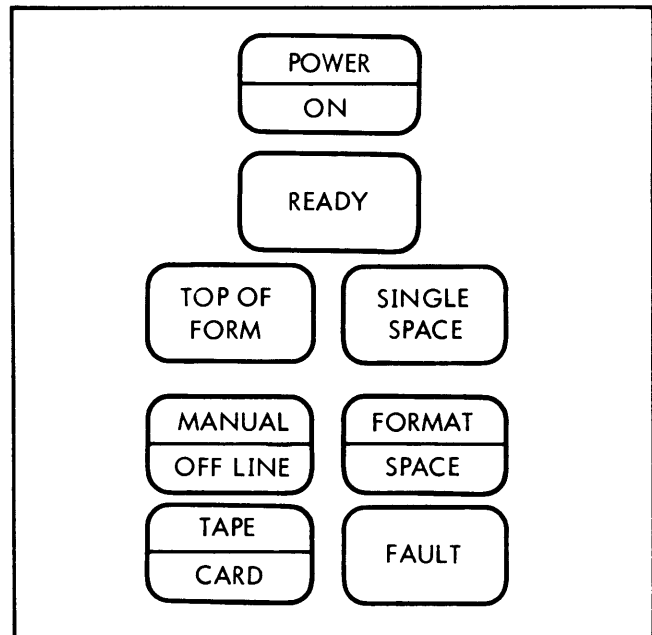 POWER
ON
READY
TOP OF
FORM
SINGLE
SPACE
MANUAL
OFF LINE
FORMAT
SPACE
TAPE
CARD
FAULT